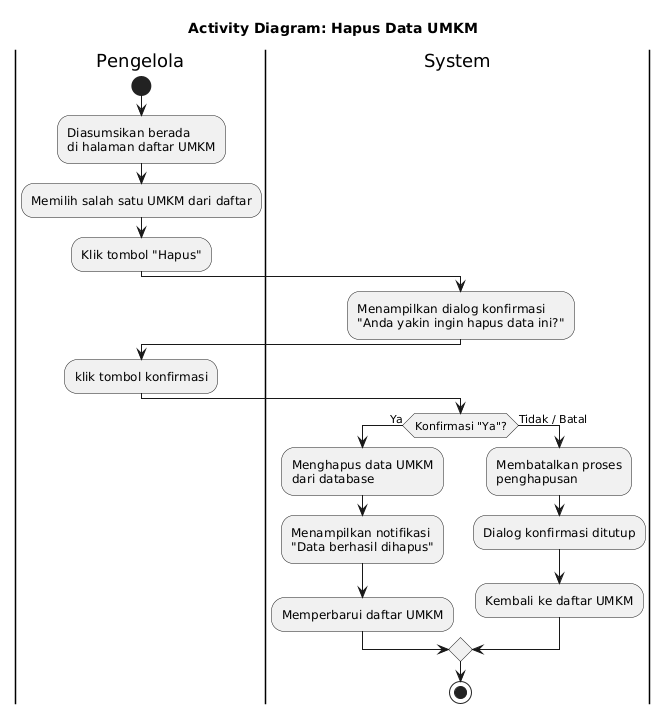 Activity Diagram: Hapus Data UMKM
Pengelola
System
Diasumsikan berada
di halaman daftar UMKM
Memilih salah satu UMKM dari daftar
Klik tombol "Hapus"
Menampilkan dialog konfirmasi
"Anda yakin ingin hapus data ini?"
klik tombol konfirmasi
Ya
Konfirmasi "Ya"?
Tidak / Batal
Menghapus data UMKM
dari database
Membatalkan proses
penghapusan
Menampilkan notifikasi
"Data berhasil dihapus"
Dialog konfirmasi ditutup
Memperbarui daftar UMKM
Kembali ke daftar UMKM